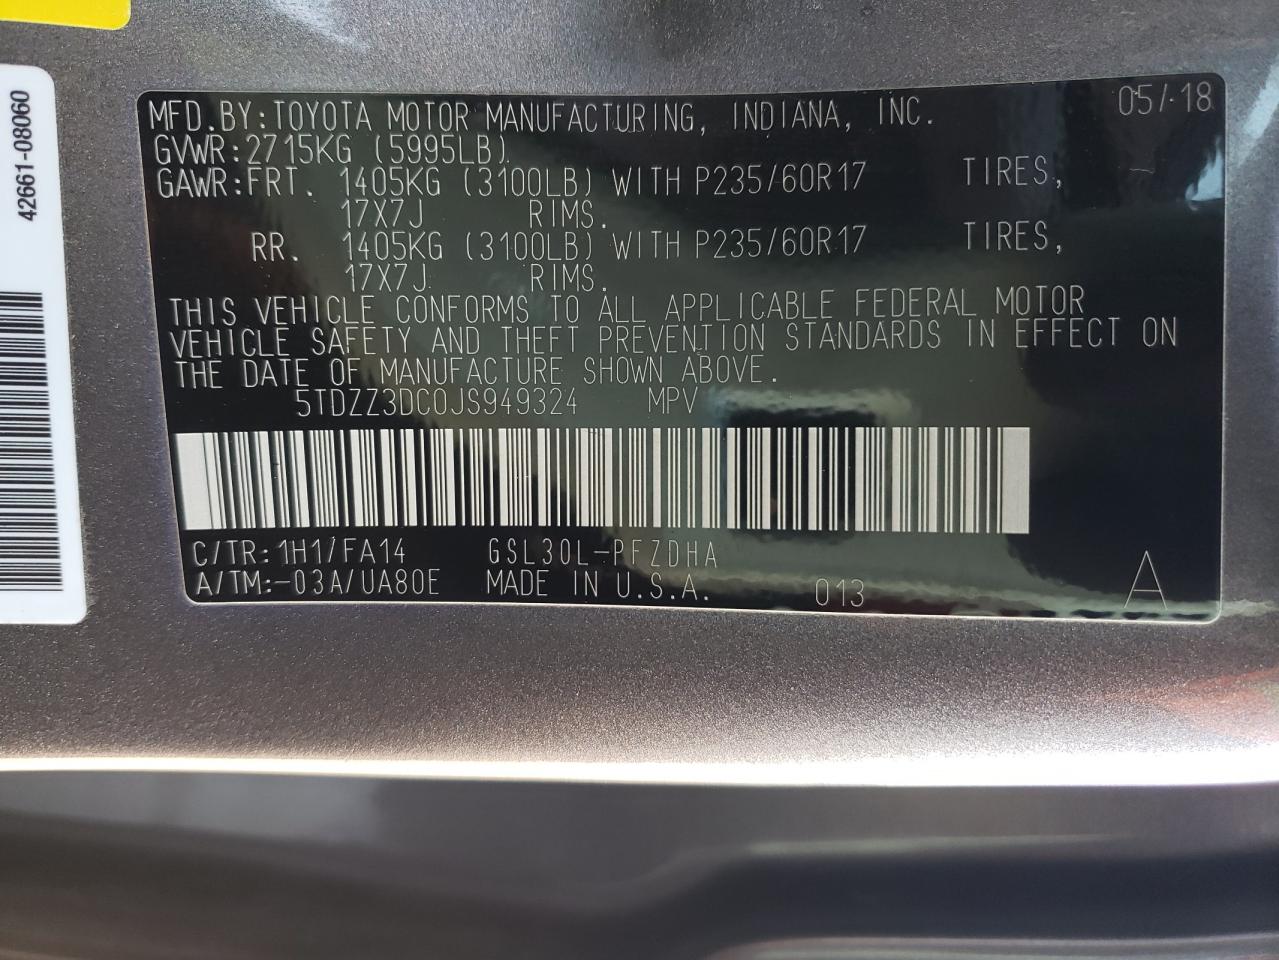 42661-08060
MFD.BY:TOYOTA MOTOR MANUFACTURING, INDIANA, INC. 05/18
GVWR:2715KG (5995LB)
GAWR:FRT. 1405KG (3100LB) WITH P235/60R17 TIRES,
17X7J RIMS.
RR. 1405KG (3100LB) WITH P235/60R17 TIRES,
17X7J RIMS.
THIS VEHICLE CONFORMS TO ALL APPLICABLE FEDERAL MOTOR
VEHICLE SAFETY AND THEFT PREVENTION STANDARDS IN EFFECT ON
THE DATE OF MANUFACTURE SHOWN ABOVE.
5TDZZ3DC0JS949324 MPV
C/TR:1H1/FA14 GSL30L-PFZDHA
A/TM:-03A/UA80E MADE IN U.S.A. 013 A